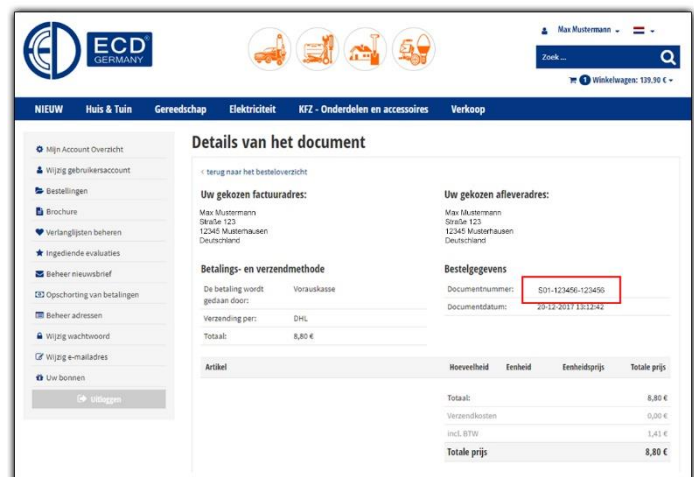 ECD®
GERMANY
Max Mustermann
Zoek ...
1 Winkelwagen: 139,90 €
NIEUW Huis & Tuin Gereedschap Elektriciteit KFZ - Onderdelen en accessoires Verkoop
Mijn Account Overzicht
Wijzig gebruikersaccount
Bestellingen
Brochure
Verlanglijsten beheren
Ingediende evaluaties
Beheer nieuwsbrief
Opschorting van betalingen
Beheer adressen
Wijzig wachtwoord
Wijzig e-mailadres
Uw bonnen
Uitloggen
Details van het document
< terug naar het besteloverzicht
Uw gekozen factuuradres:
Max Mustermann
Straße 123
12345 Musterhausen
Deutschland
Uw gekozen afleveradres:
Max Mustermann
Straße 123
12345 Musterhausen
Deutschland
Betalings- en verzendmethode
De betaling wordt gedaan door: Vorauskasse
Verzending per: DHL
Totaal: 8,80 €
Bestelgegevens
Documentnummer: S01-123456-123456
Documentdatum: 20-12-2017 13:12:42
Artikel Hoeveelheid Eenheid Eenheidsprijs Totale prijs
Totaal: 8,80 €
Verzendkosten 0,00 €
incl. BTW 1,41 €
Totale prijs 8,80 €